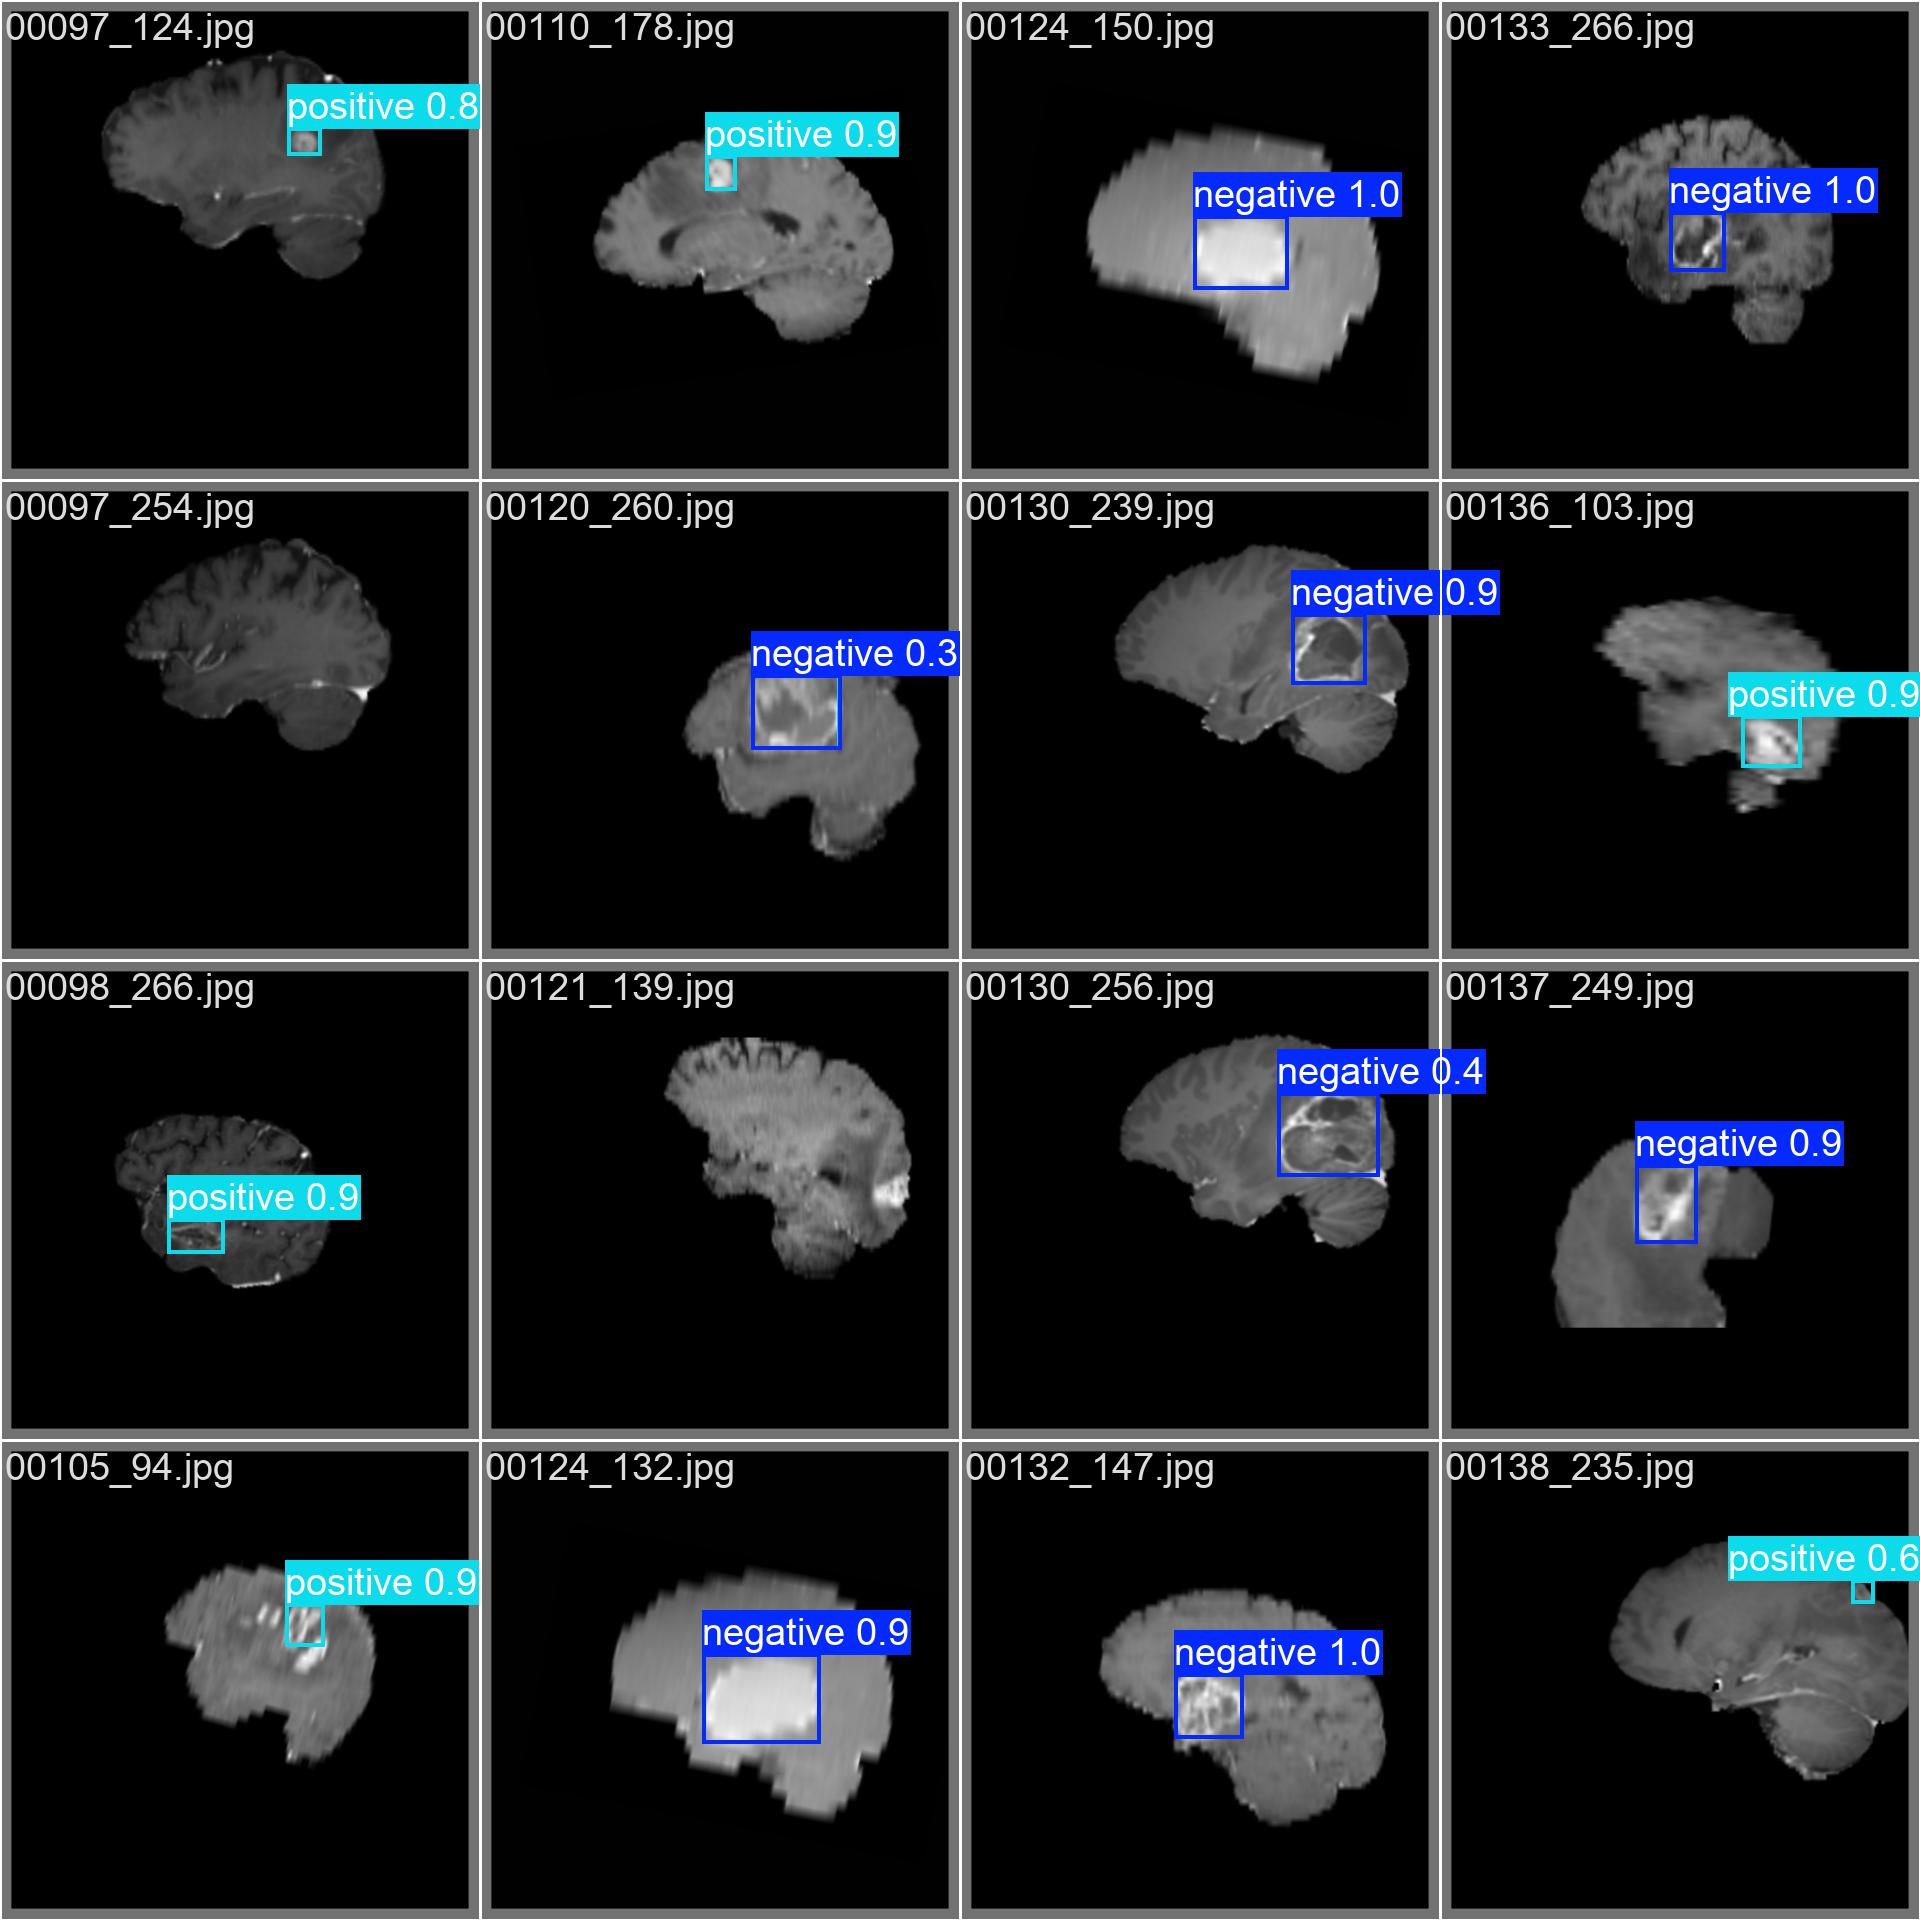 00097_124.jpg
positive 0.8
00110_178.jpg
positive 0.9
00124_150.jpg
negative 1.0
00133_266.jpg
negative 1.0
00097_254.jpg
00120_260.jpg
negative 0.3
00130_239.jpg
negative 0.9
00136_103.jpg
positive 0.9
00098_266.jpg
positive 0.9
00121_139.jpg
00130_256.jpg
negative 0.4
00137_249.jpg
negative 0.9
00105_94.jpg
positive 0.9
00124_132.jpg
negative 0.9
00132_147.jpg
negative 1.0
00138_235.jpg
positive 0.6